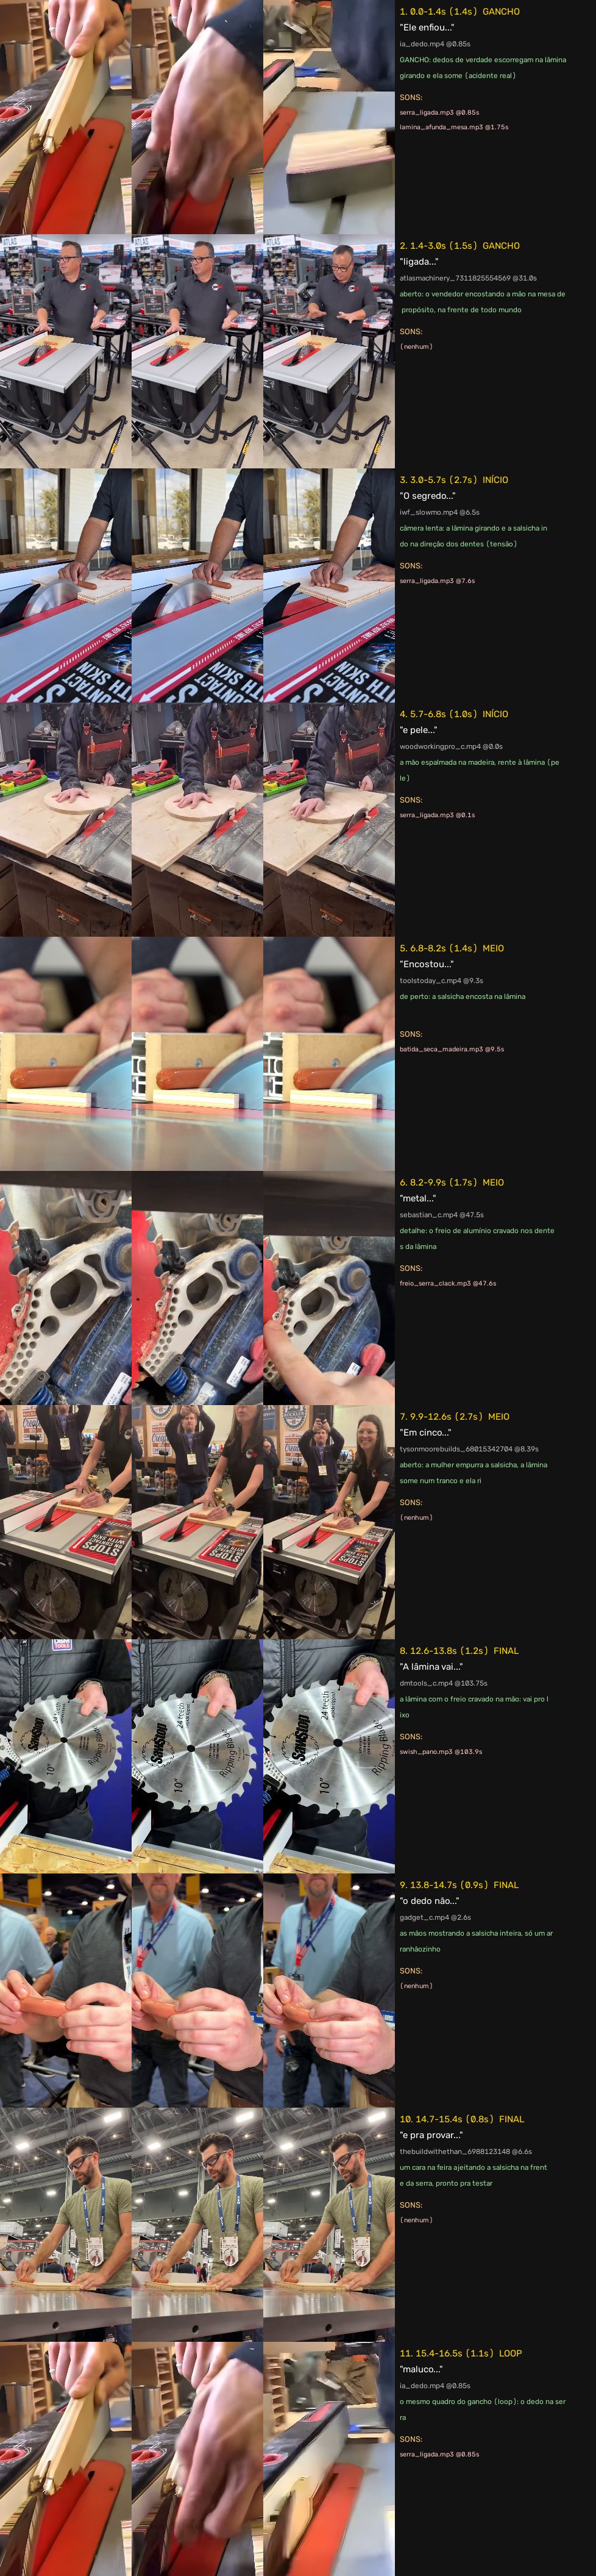 1. 0.0-1.4s (1.4s) GANCHO
"Ele enfiou..."
ia_dedo.mp4 @0.85s
GANCHO: dedos de verdade escorregam na lâmina
girando e ela some (acidente real)
SONS:
serra_ligada.mp3 @0.85s
lamina_afunda_mesa.mp3 @1.75s
ATLAS
2. 1.4-3.0s (1.5s) GANCHO
"ligada..."
atlasmachinery_7311825554569 @31.0s
aberto: o vendedor encostando a mão na mesa de
propósito, na frente de todo mundo
SONS:
(nenhum)
3. 3.0-5.7s (2.7s) INÍCIO
"O segredo..."
iwf_slowmo.mp4 @6.5s
câmera lenta: a lâmina girando e a salsicha in
do na direção dos dentes (tensão)
SONS:
serra_ligada.mp3 @7.6s
4. 5.7-6.8s (1.0s) INÍCIO
"e pele..."
woodworkingpro_c.mp4 @0.0s
a mão espalmada na madeira, rente à lâmina (pe
le)
SONS:
serra_ligada.mp3 @0.1s
5. 6.8-8.2s (1.4s) MEIO
"Encostou..."
toolstoday_c.mp4 @9.3s
de perto: a salsicha encosta na lâmina
SONS:
batida_seca_madeira.mp3 @9.5s
6. 8.2-9.9s (1.7s) MEIO
"metal..."
sebastian_c.mp4 @47.5s
detalhe: o freio de alumínio cravado nos dente
s da lâmina
SONS:
freio_serra_clack.mp3 @47.6s
7. 9.9-12.6s (2.7s) MEIO
"Em cinco..."
tysonmoorebuilds_68015342704 @8.39s
aberto: a mulher empurra a salsicha, a lâmina
some num tranco e ela ri
SONS:
(nenhum)
STOPS
ON CONTACT
WITH SKIN
8. 12.6-13.8s (1.2s) FINAL
"A lâmina vai..."
dmtools_c.mp4 @103.75s
a lâmina com o freio cravado na mão: vai pro l
ixo
SONS:
swish_pano.mp3 @103.9s
SawStop
24 teeth
10"
Ripping Blade
9. 13.8-14.7s (0.9s) FINAL
"o dedo não..."
gadget_c.mp4 @2.6s
as mãos mostrando a salsicha inteira, só um ar
ranhãozinho
SONS:
(nenhum)
10. 14.7-15.4s (0.8s) FINAL
"e pra provar..."
thebuildwithethan_6988123148 @6.6s
um cara na feira ajeitando a salsicha na frent
e da serra, pronto pra testar
SONS:
(nenhum)
11. 15.4-16.5s (1.1s) LOOP
"maluco..."
ia_dedo.mp4 @0.85s
o mesmo quadro do gancho (loop): o dedo na ser
ra
SONS:
serra_ligada.mp3 @0.85s